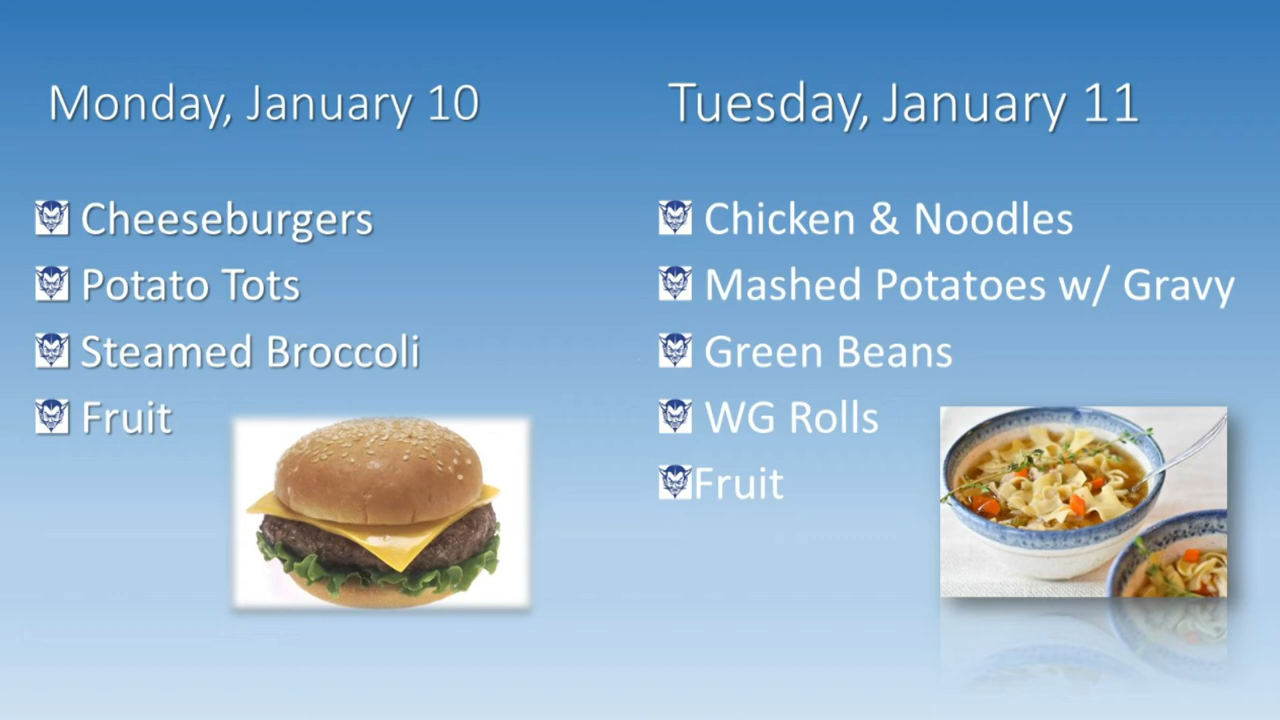 Monday, January 10
Cheeseburgers
Potato Tots
Steamed Broccoli
Fruit
Tuesday, January 11
Chicken & Noodles
Mashed Potatoes w/ Gravy
Green Beans
WG Rolls
Fruit